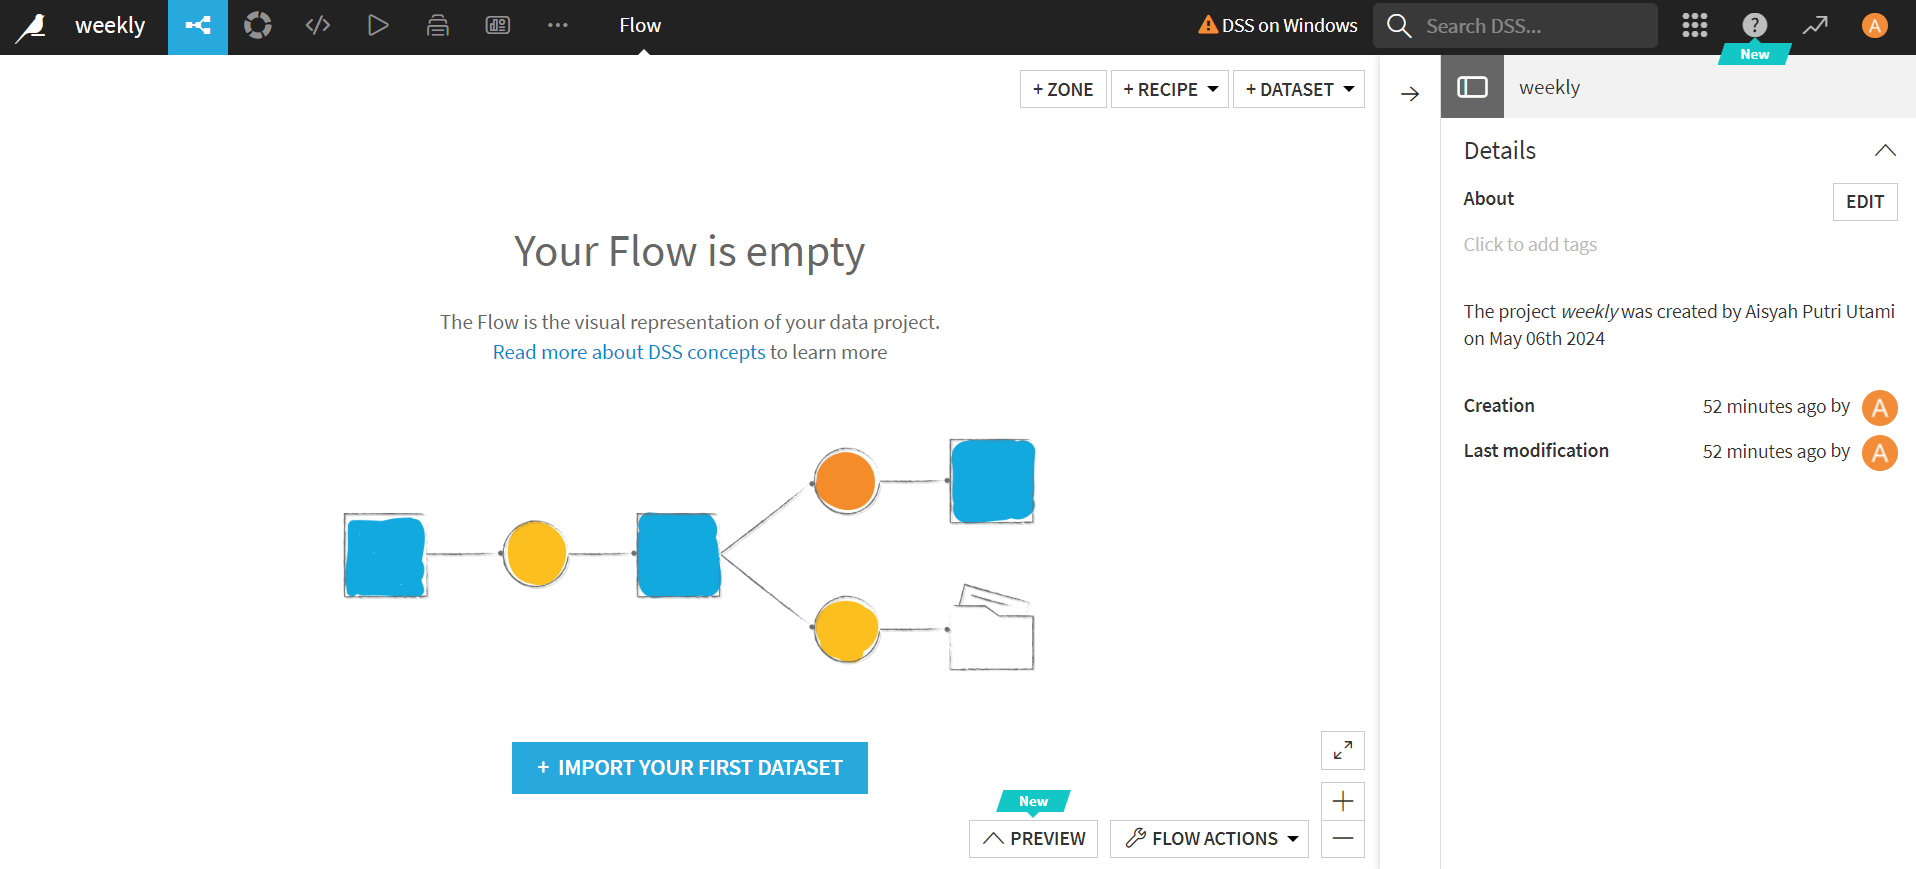 weekly
Flow
DSS on Windows
Search DSS...
?
A
New
+ ZONE
+ RECIPE
+ DATASET
weekly
Details
About
EDIT
Click to add tags
The project weekly was created by Aisyah Putri Utami
on May 06th 2024
Creation
52 minutes ago by
A
Last modification
52 minutes ago by
A
Your Flow is empty
The Flow is the visual representation of your data project.
Read more about DSS concepts to learn more
+ IMPORT YOUR FIRST DATASET
New
PREVIEW
FLOW ACTIONS